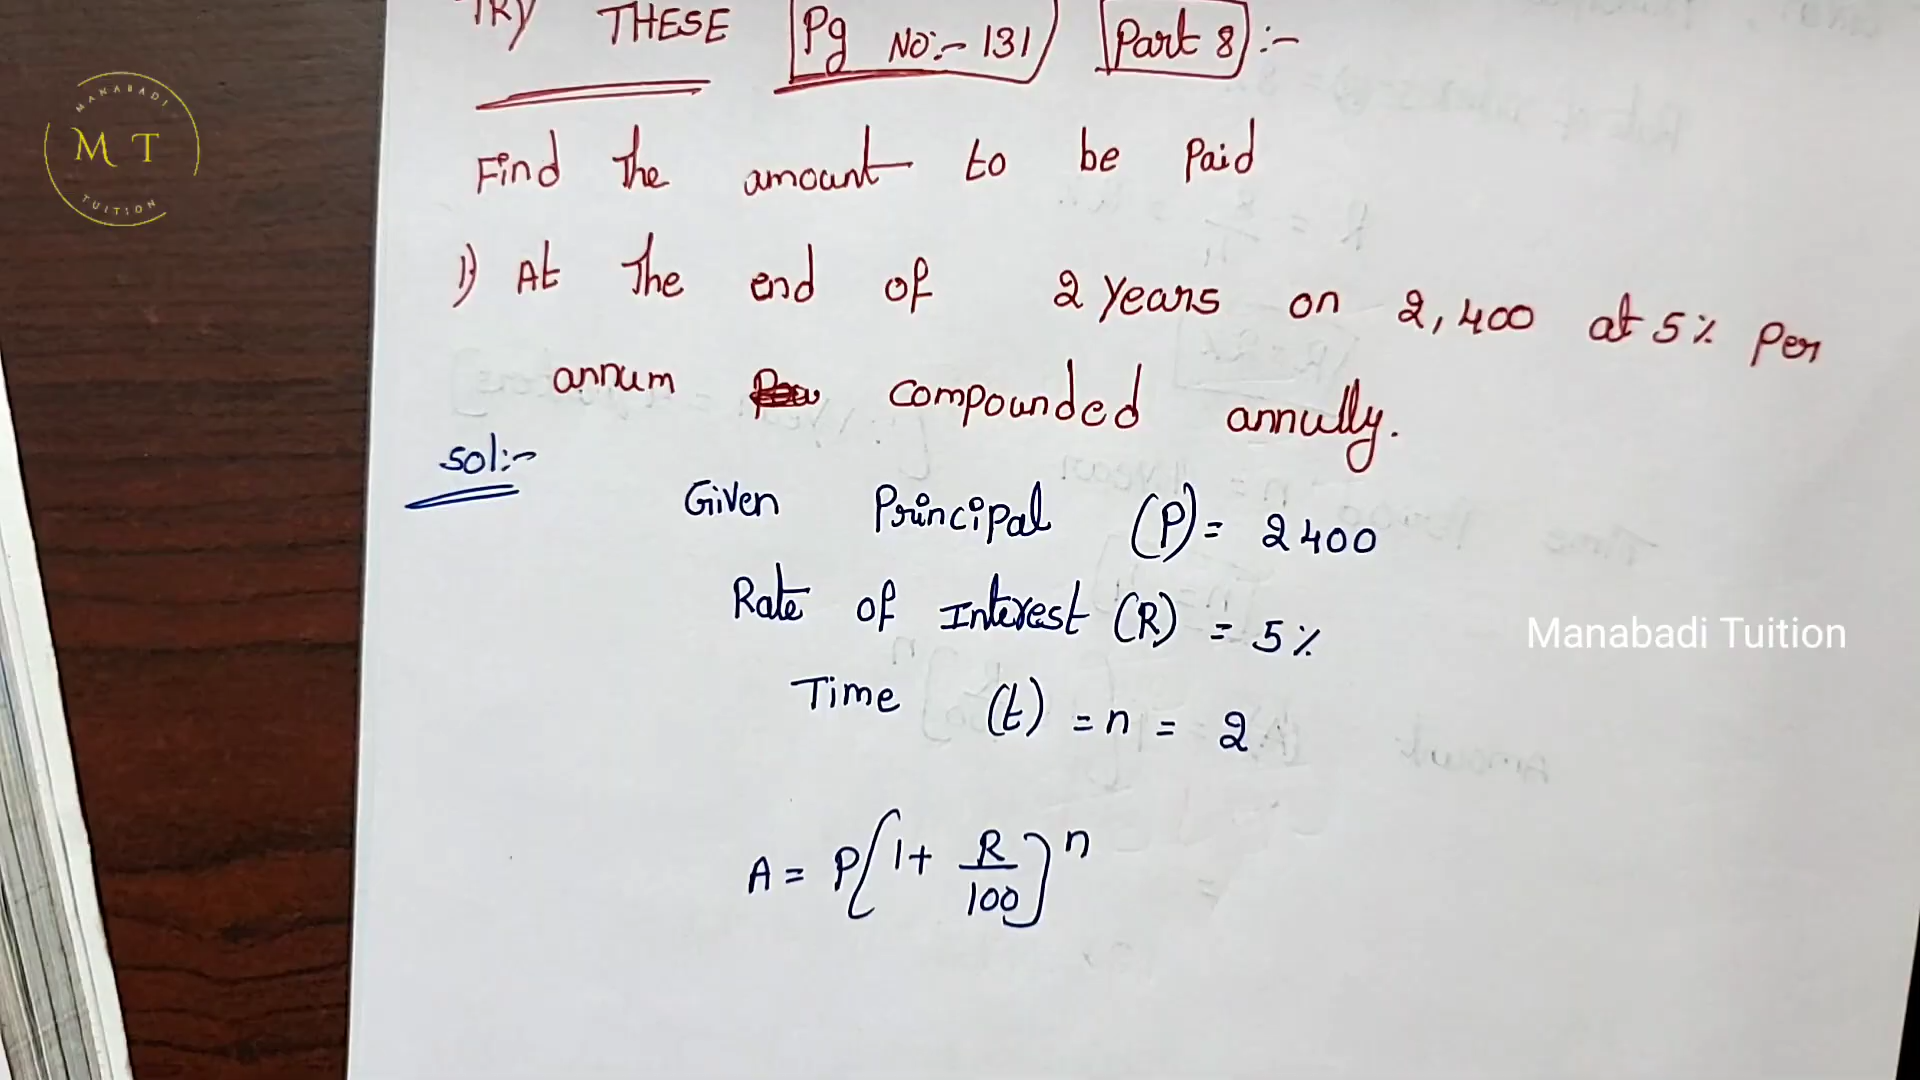 TRY THESE Pg No:- 131 Part 8 :-
MANABADI
M T
TUITION
Find The amount to be Paid
1) At The end of 2 years on 2,400 at 5% Per
annum compounded annully.
Sol:-
Given Principal (P) = 2400
Rate of Interest (R) = 5%
Manabadi Tuition
Time (t) = n = 2
A = P[1 + R/100]^n